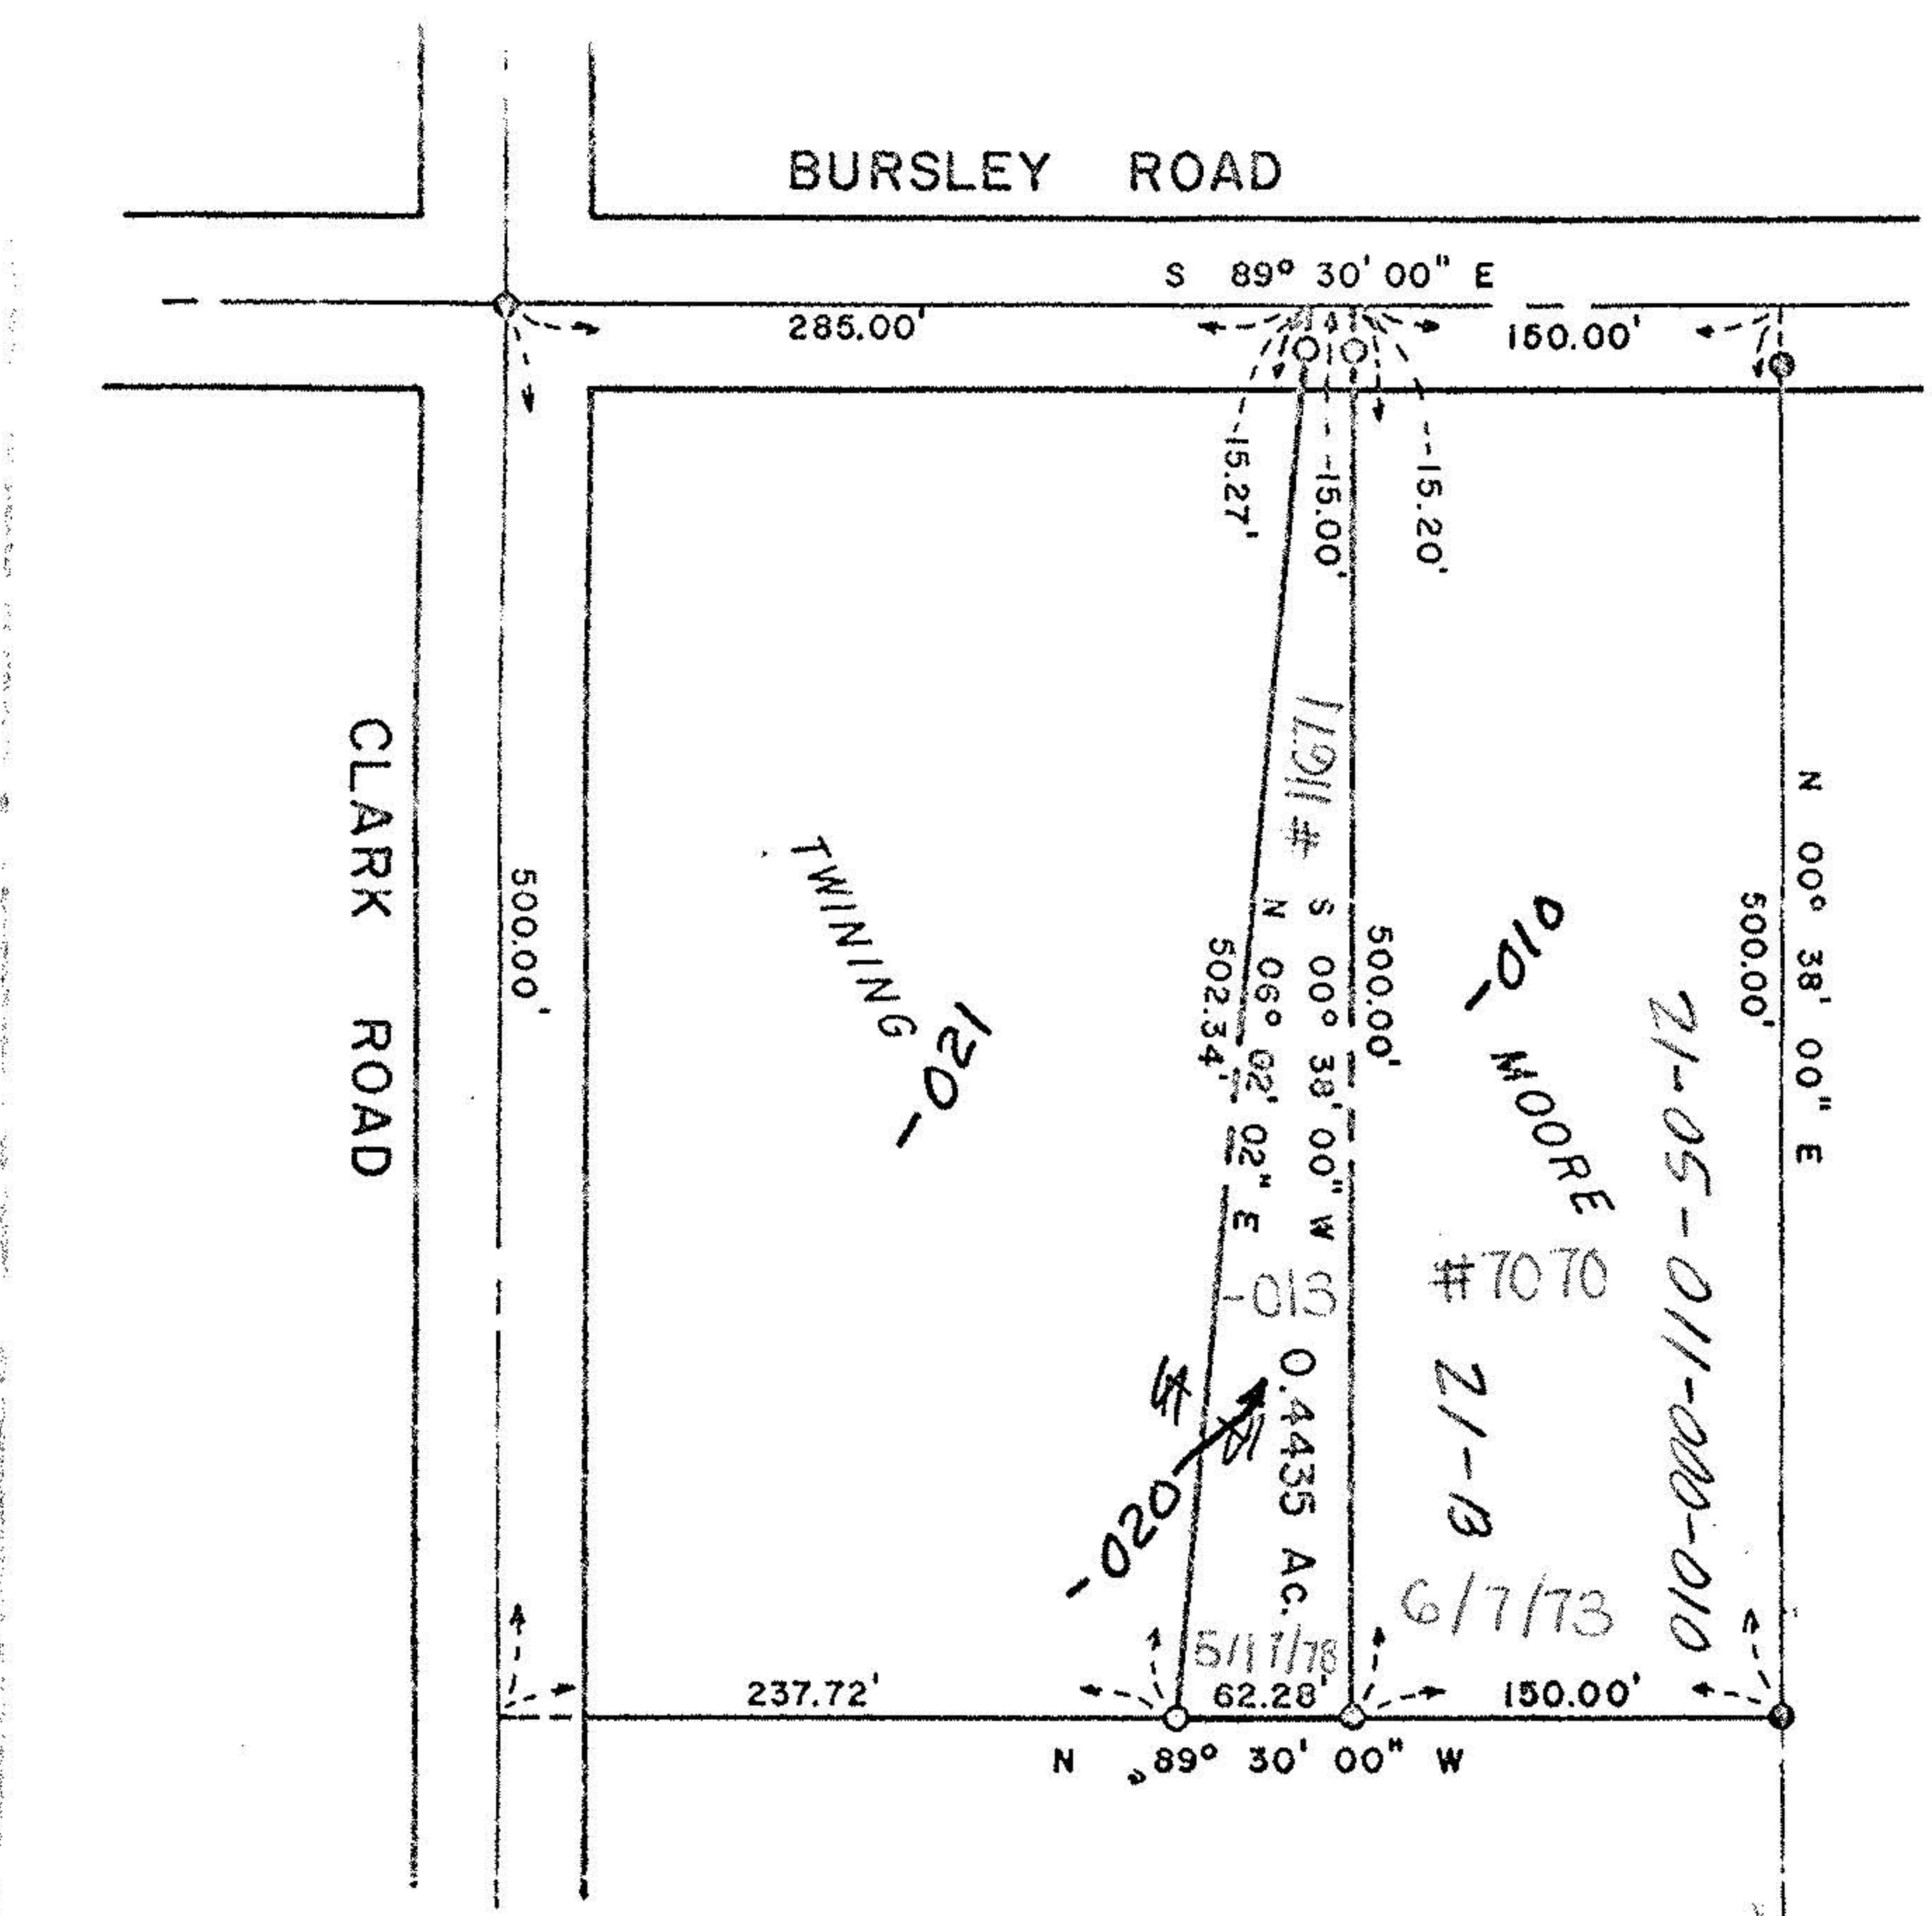 BURSLEY ROAD
S 89° 30' 00" E
285.00'
150.00'
15.27'
15.00'
15.20'
CLARK ROAD
500.00'
TWINING
-021
502.34'
N 06° 02' 02" E
S 00° 38' 00" W
500.00'
-010
MOORE
500.00'
N 00° 38' 00" E
21-05-011-000-010
#7070
-013
21-B
0.4435 Ac.
-020
6/7/73
5/17/78
237.72'
62.28'
150.00'
N 89° 30' 00" W